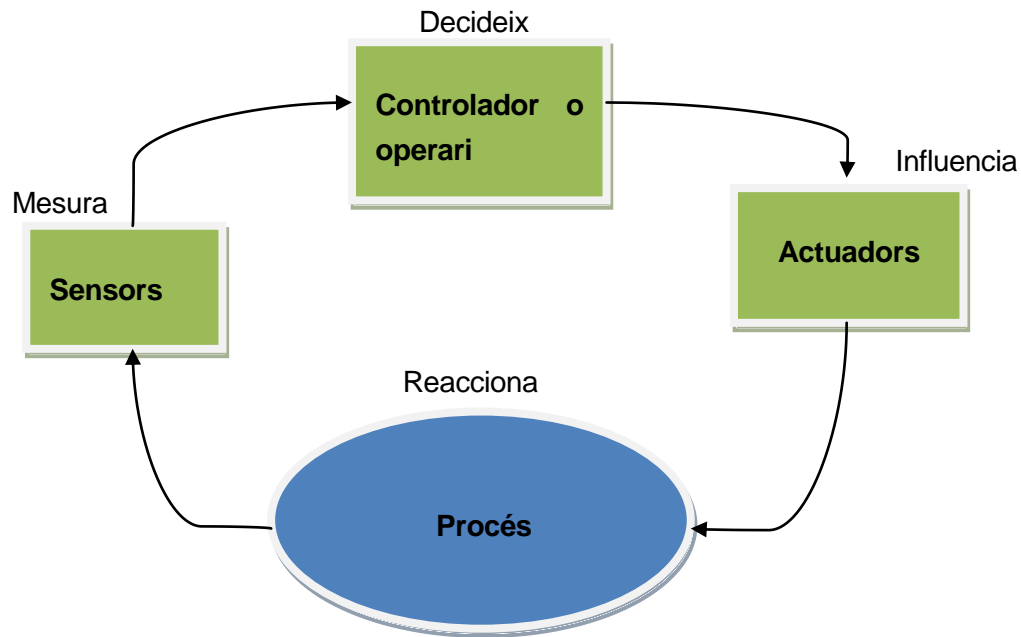 Decideix
Controlador o
operari
Influencia
Actuadors
Mesura
Sensors
Reacciona
Procés